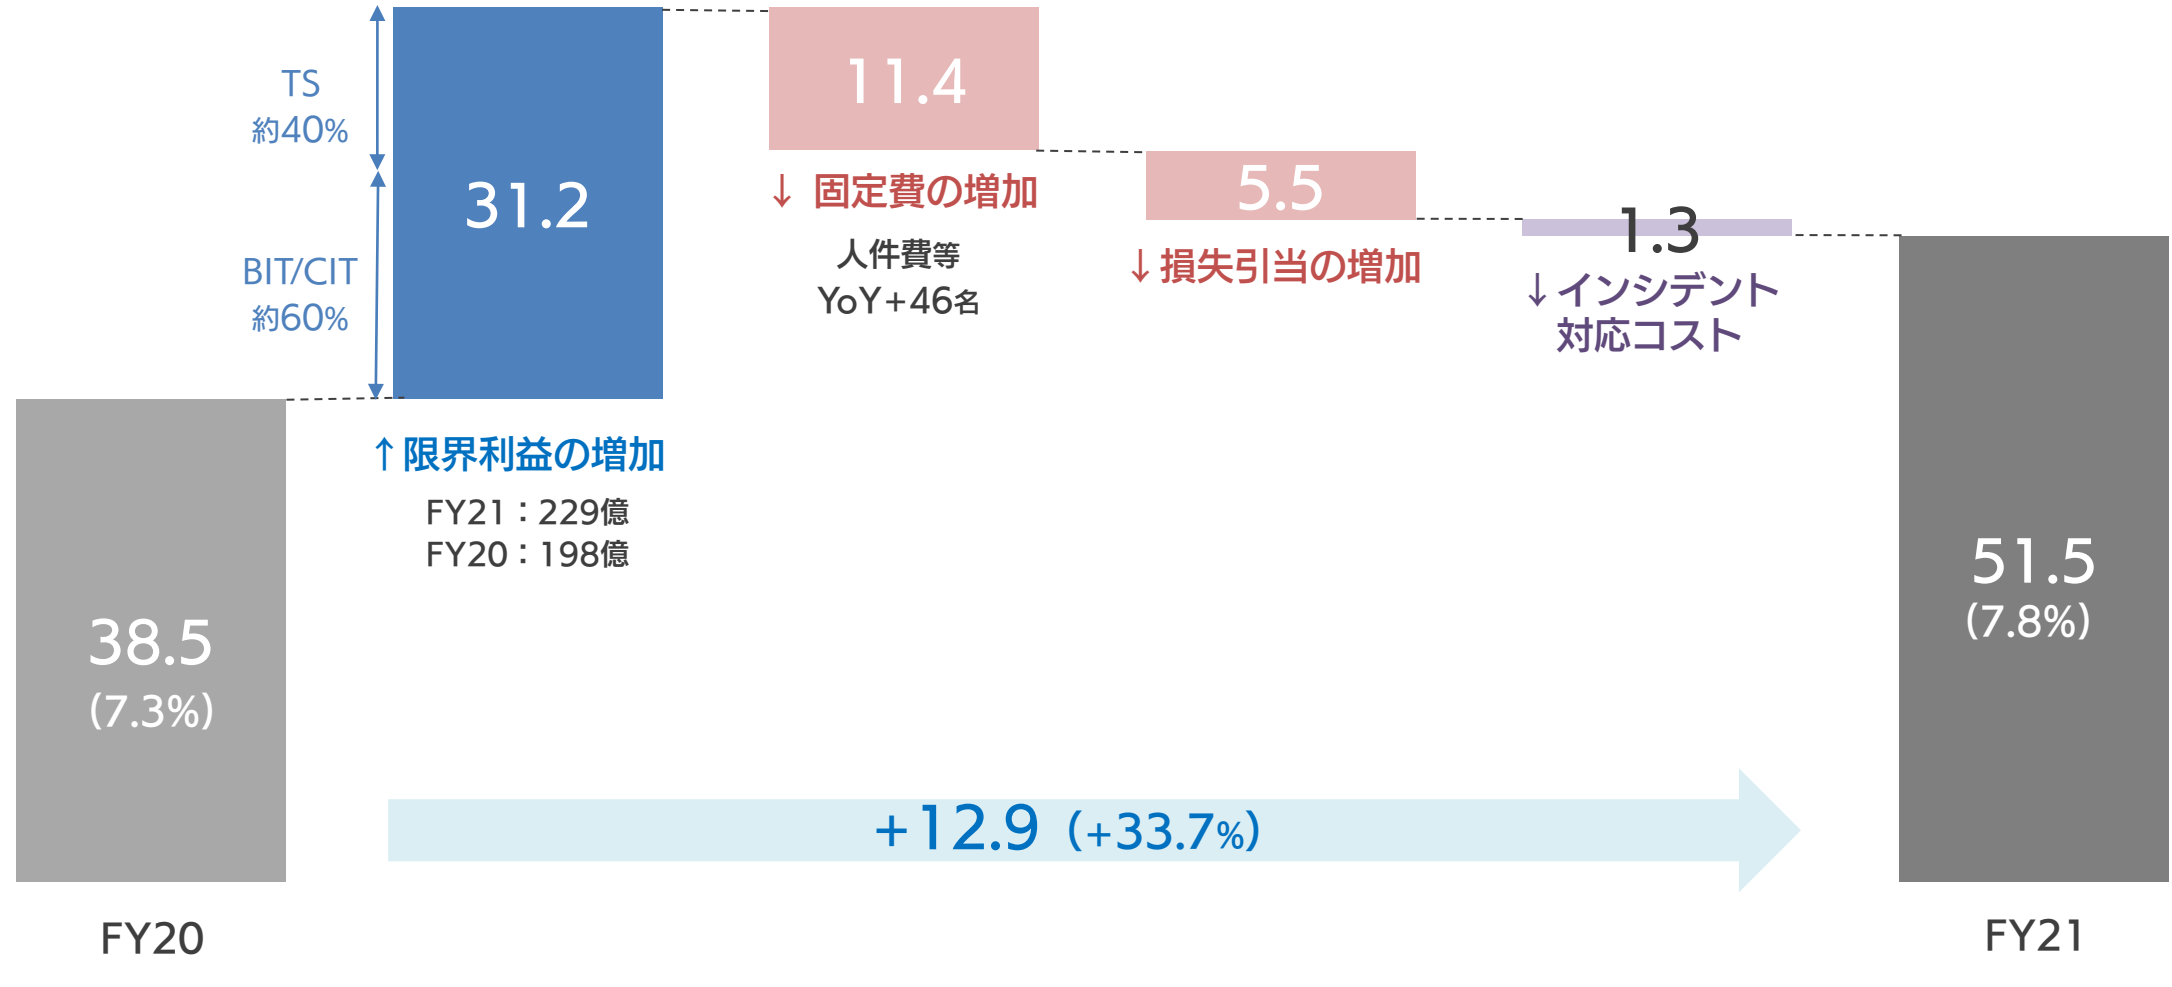 TS
約40%
BIT/CIT
約60%
31.2
↑限界利益の増加
FY21：229億
FY20：198億
11.4
↓ 固定費の増加
人件費等
YoY+46名
5.5
↓損失引当の増加
1.3
↓インシデント
対応コスト
38.5
(7.3%)
51.5
(7.8%)
+12.9 (+33.7%)
FY20
FY21